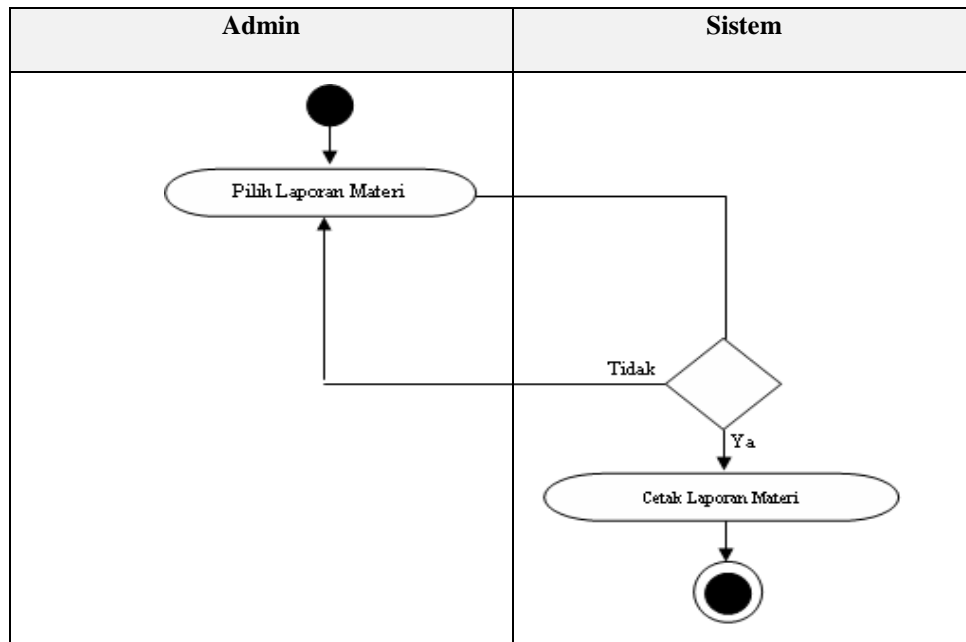 Admin
Sistem
Pilih Laporan Materi
Tidak
Ya
Cetak Laporan Materi